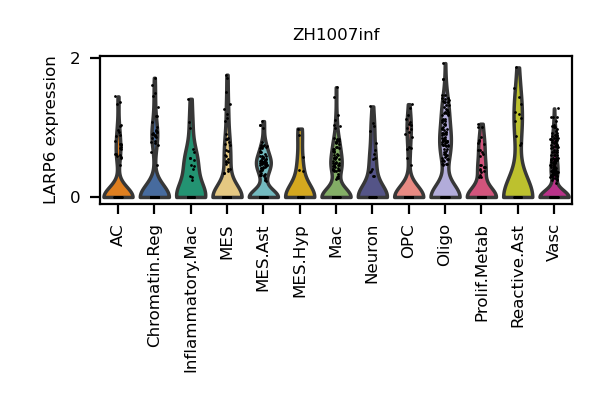 ZH1007inf
LARP6 expression
2
0
AC
Chromatin.Reg
Inflammatory.Mac
MES
MES.Ast
MES.Hyp
Mac
Neuron
OPC
Oligo
Prolif.Metab
Reactive.Ast
Vasc